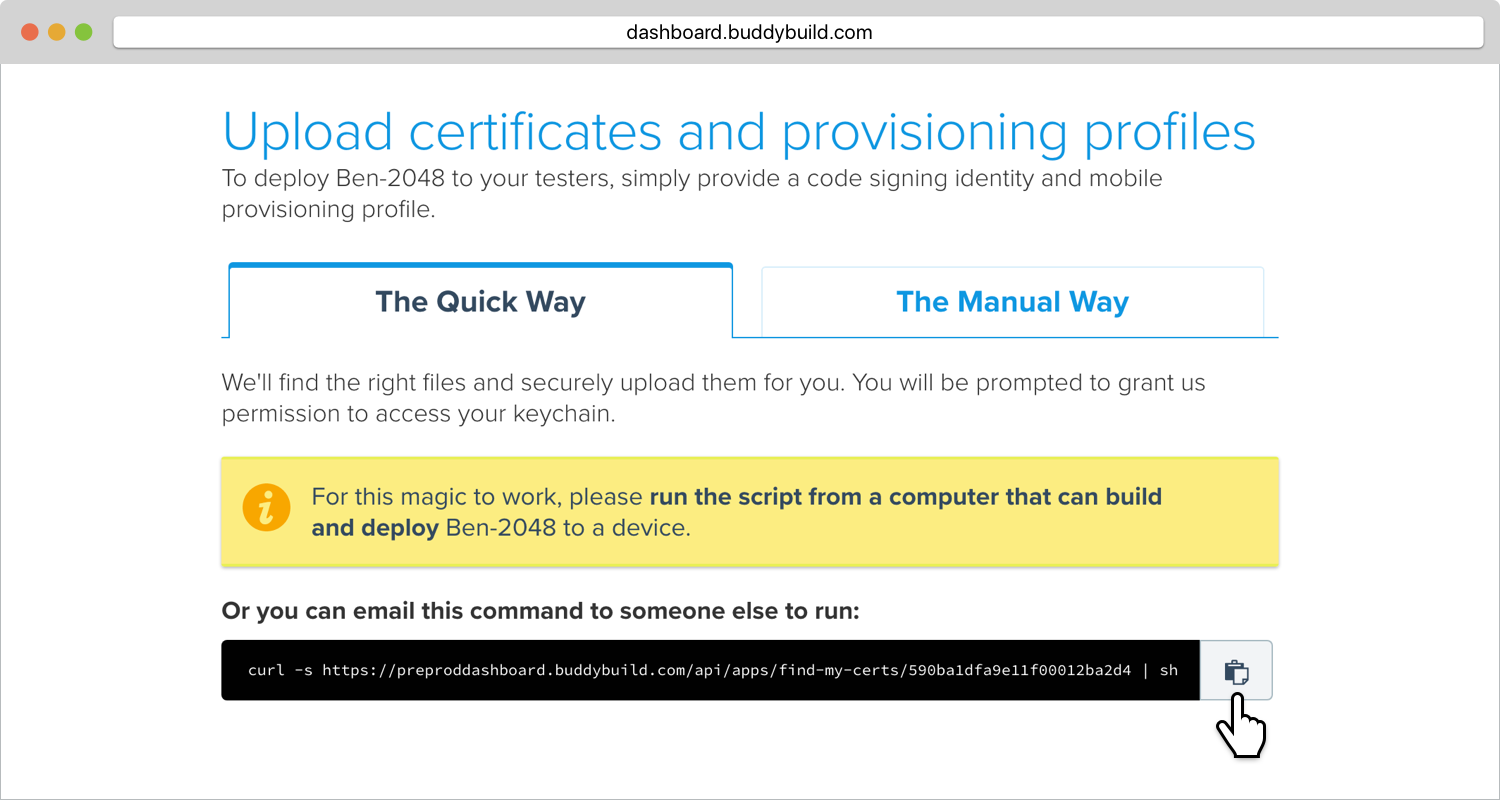 dashboard.buddybuild.com
Upload certificates and provisioning profiles
To deploy Ben-2048 to your testers, simply provide a code signing identity and mobile
provisioning profile.
The Quick Way
The Manual Way
We'll find the right files and securely upload them for you. You will be prompted to grant us
permission to access your keychain.
For this magic to work, please run the script from a computer that can build
and deploy Ben-2048 to a device.
Or you can email this command to someone else to run:
curl -s https://preproddashboard.buddybuild.com/api/apps/find-my-certs/590ba1dfa9e11f00012ba2d4 | sh